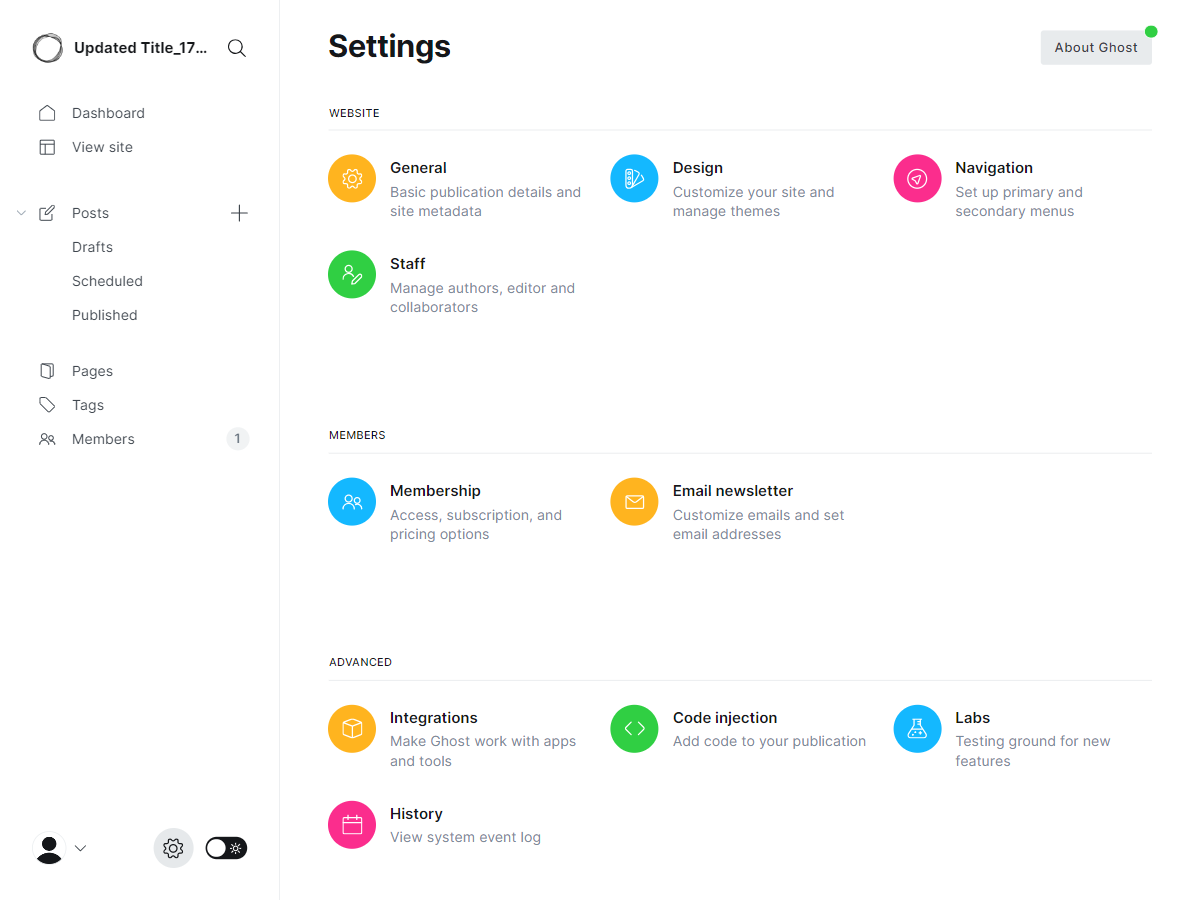 Updated Title_17...
Dashboard
View site
Posts
Drafts
Scheduled
Published
Pages
Tags
Members
1
Settings
About Ghost
WEBSITE
General
Basic publication details and
site metadata
Design
Customize your site and
manage themes
Navigation
Set up primary and
secondary menus
Staff
Manage authors, editor and
collaborators
MEMBERS
Membership
Access, subscription, and
pricing options
Email newsletter
Customize emails and set
email addresses
ADVANCED
Integrations
Make Ghost work with apps
and tools
Code injection
Add code to your publication
Labs
Testing ground for new
features
History
View system event log